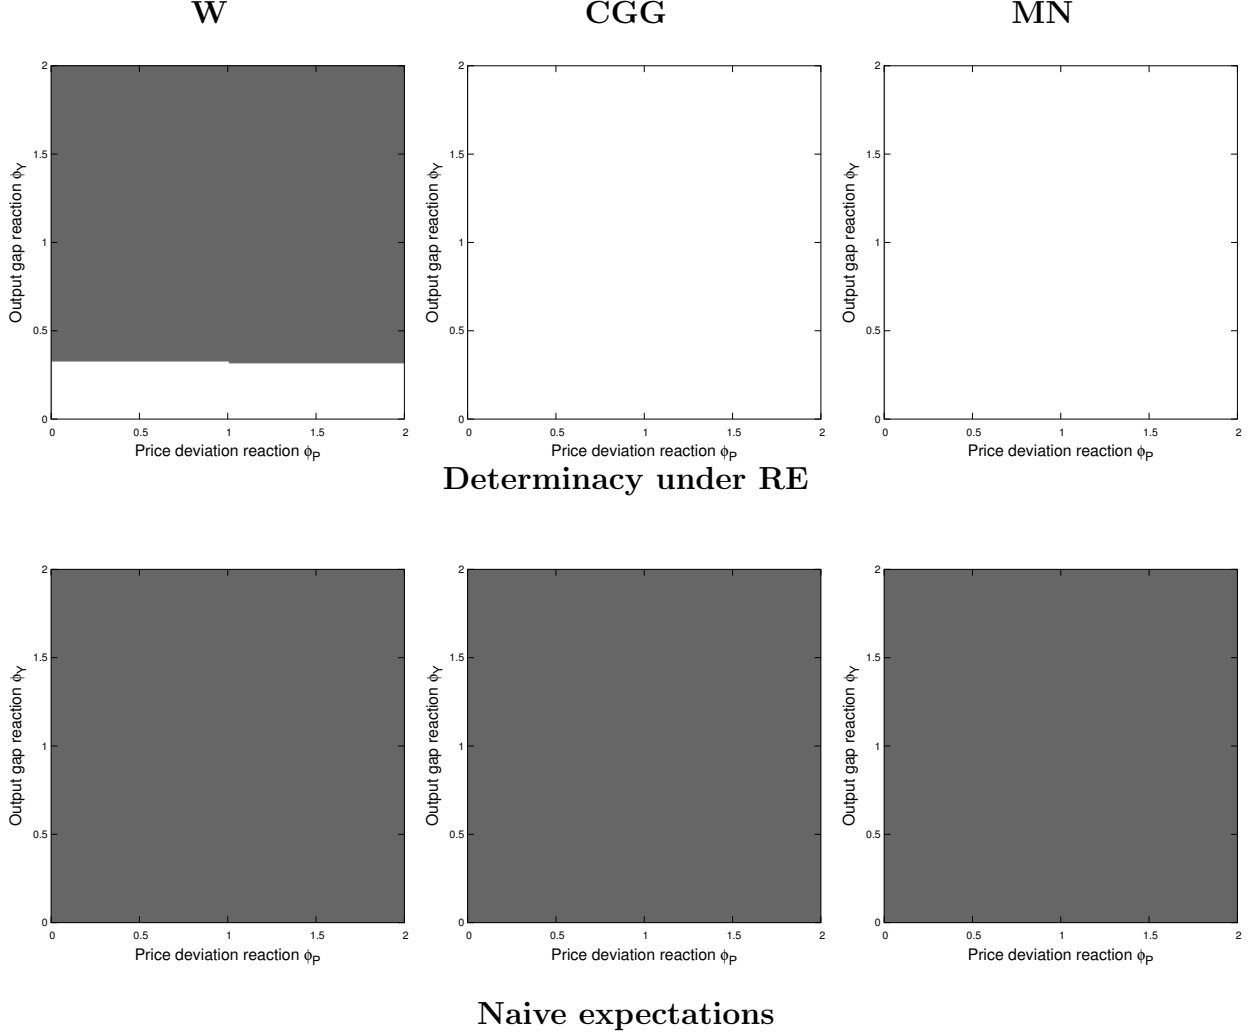 W CGG MN
2 2 2
1.5 1.5 1.5
Output gap reaction ϕY Output gap reaction ϕY Output gap reaction ϕY
1 1 1
0.5 0.5 0.5
0 0 0
0 0.5 1 1.5 2 0 0.5 1 1.5 2 0 0.5 1 1.5 2
Price deviation reaction ϕP Price deviation reaction ϕP Price deviation reaction ϕP
Determinacy under RE
2 2 2
1.5 1.5 1.5
Output gap reaction ϕY Output gap reaction ϕY Output gap reaction ϕY
1 1 1
0.5 0.5 0.5
0 0 0
0 0.5 1 1.5 2 0 0.5 1 1.5 2 0 0.5 1 1.5 2
Price deviation reaction ϕP Price deviation reaction ϕP Price deviation reaction ϕP
Naive expectations